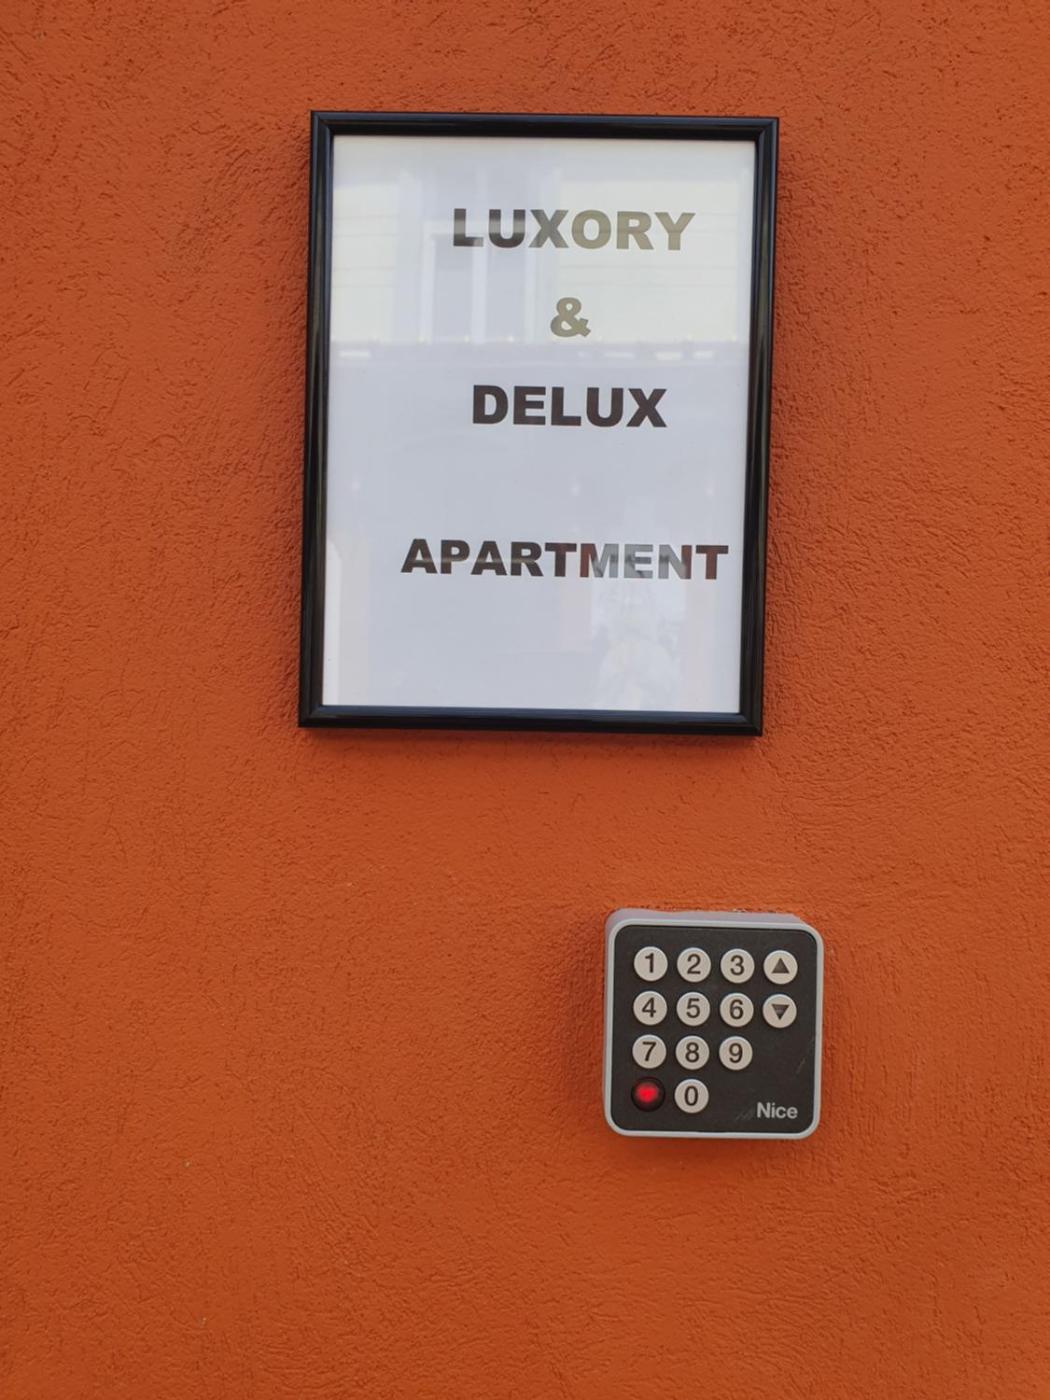 LUXORY
&
DELUX
APARTMENT
1 2 3 ▲
4 5 6 ▼
7 8 9
0
Nice